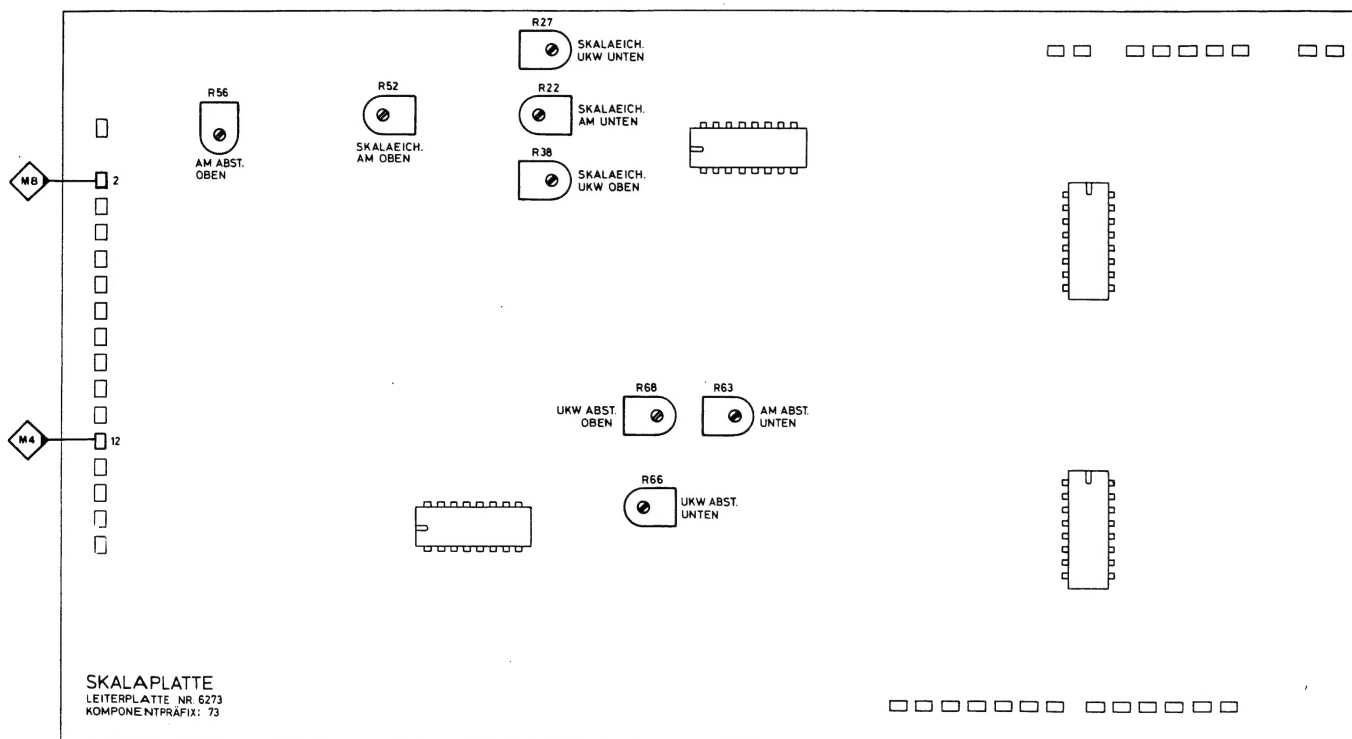 R27
SKALAEICH.
UKW UNTEN
R56
R52
R22
SKALAEICH.
AM UNTEN
AM ABST.
OBEN
SKALAEICH.
AM OBEN
R38
SKALAEICH.
UKW OBEN
M8
2
R68
R63
UKW ABST.
OBEN
AM ABST.
UNTEN
M4
12
R66
UKW ABST.
UNTEN
SKALAPLATTE
LEITERPLATTE NR. 6273
KOMPONENTPRÄFIX: 73